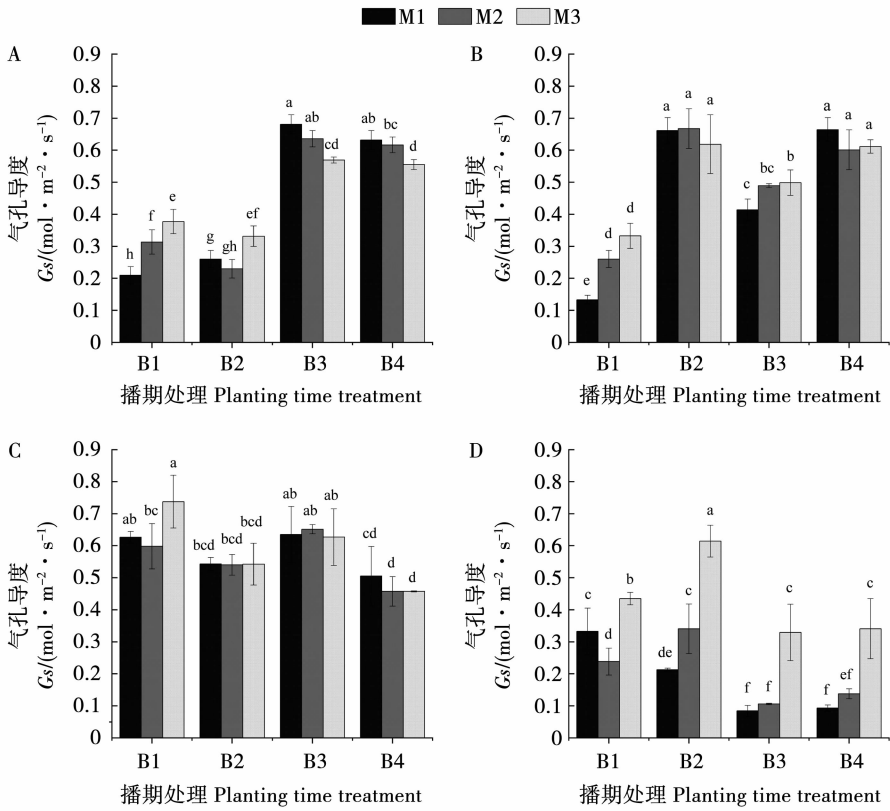 M1 M2 M3
A
气孔导度
Gs/(mol·m⁻²·s⁻¹)
0.9
0.8
0.7
0.6
0.5
0.4
0.3
0.2
0.1
0
h f e g gh ef a ab cd ab bc d
B1 B2 B3 B4
播期处理 Planting time treatment
B
气孔导度
Gs/(mol·m⁻²·s⁻¹)
0.9
0.8
0.7
0.6
0.5
0.4
0.3
0.2
0.1
0
e d d a a a c bc b a a a
B1 B2 B3 B4
播期处理 Planting time treatment
C
气孔导度
Gs/(mol·m⁻²·s⁻¹)
0.9
0.8
0.7
0.6
0.5
0.4
0.3
0.2
0.1
0
ab bc a bcd bcd bcd ab ab ab cd d d
B1 B2 B3 B4
播期处理 Planting time treatment
D
气孔导度
Gs/(mol·m⁻²·s⁻¹)
0.9
0.8
0.7
0.6
0.5
0.4
0.3
0.2
0.1
0
c d b de c a f f c f ef c
B1 B2 B3 B4
播期处理 Planting time treatment